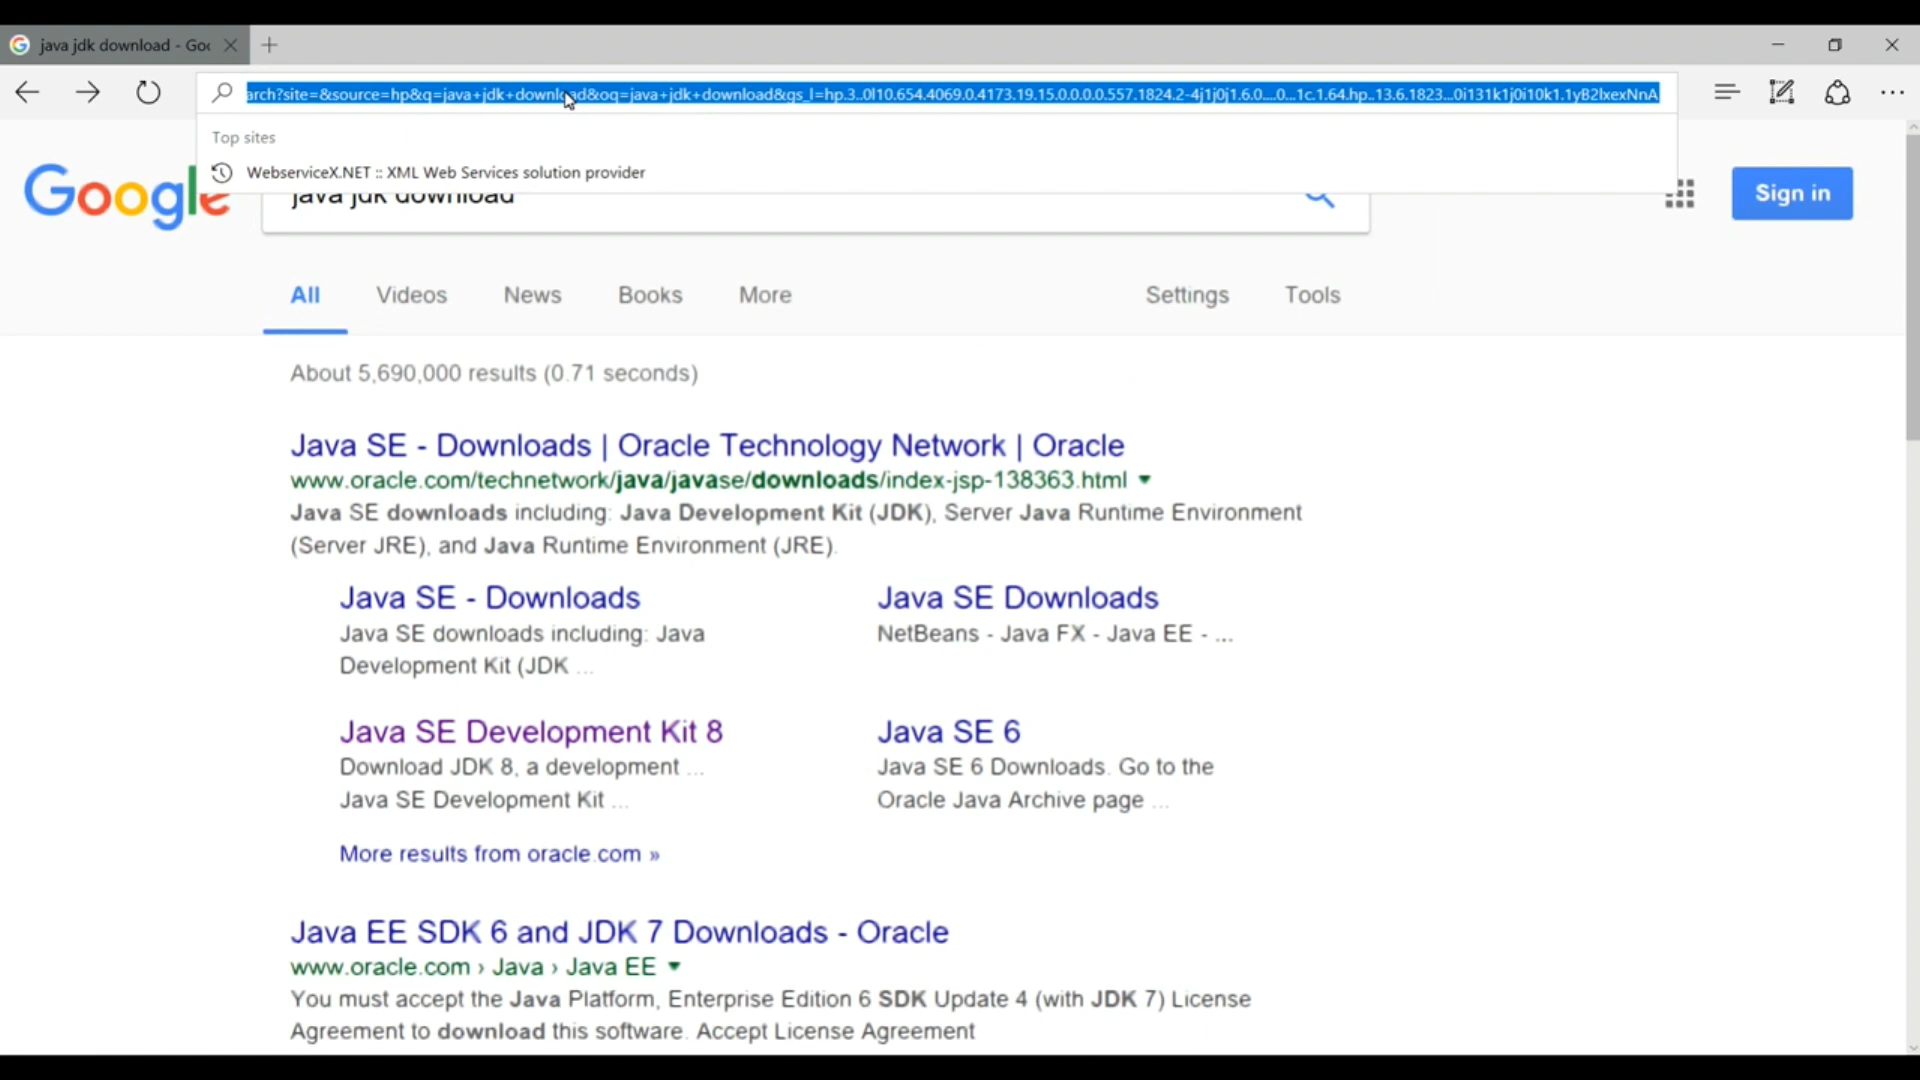 java jdk download - Goo
arch?site=&source=hp&q=java+jdk+download&oq=java+jdk+download&gs_l=hp.3..0l10.654.4069.0.4173.19.15.0.0.0.0.557.1824.2-4j1j0j1.6.0....0...1c.1.64.hp..13.6.1823...0i131k1j0i10k1.1yB2lxexNnA
Top sites
WebserviceX.NET :: XML Web Services solution provider
Google
java jdk download
Sign in
All Videos News Books More Settings Tools
About 5,690,000 results (0.71 seconds)
Java SE - Downloads | Oracle Technology Network | Oracle
www.oracle.com/technetwork/java/javase/downloads/index-jsp-138363.html
Java SE downloads including: Java Development Kit (JDK), Server Java Runtime Environment
(Server JRE), and Java Runtime Environment (JRE).
Java SE - Downloads
Java SE downloads including: Java
Development Kit (JDK ...
Java SE Downloads
NetBeans - Java FX - Java EE - ...
Java SE Development Kit 8
Download JDK 8, a development ...
Java SE Development Kit ...
Java SE 6
Java SE 6 Downloads. Go to the
Oracle Java Archive page ...
More results from oracle.com »
Java EE SDK 6 and JDK 7 Downloads - Oracle
www.oracle.com › Java › Java EE
You must accept the Java Platform, Enterprise Edition 6 SDK Update 4 (with JDK 7) License
Agreement to download this software. Accept License Agreement